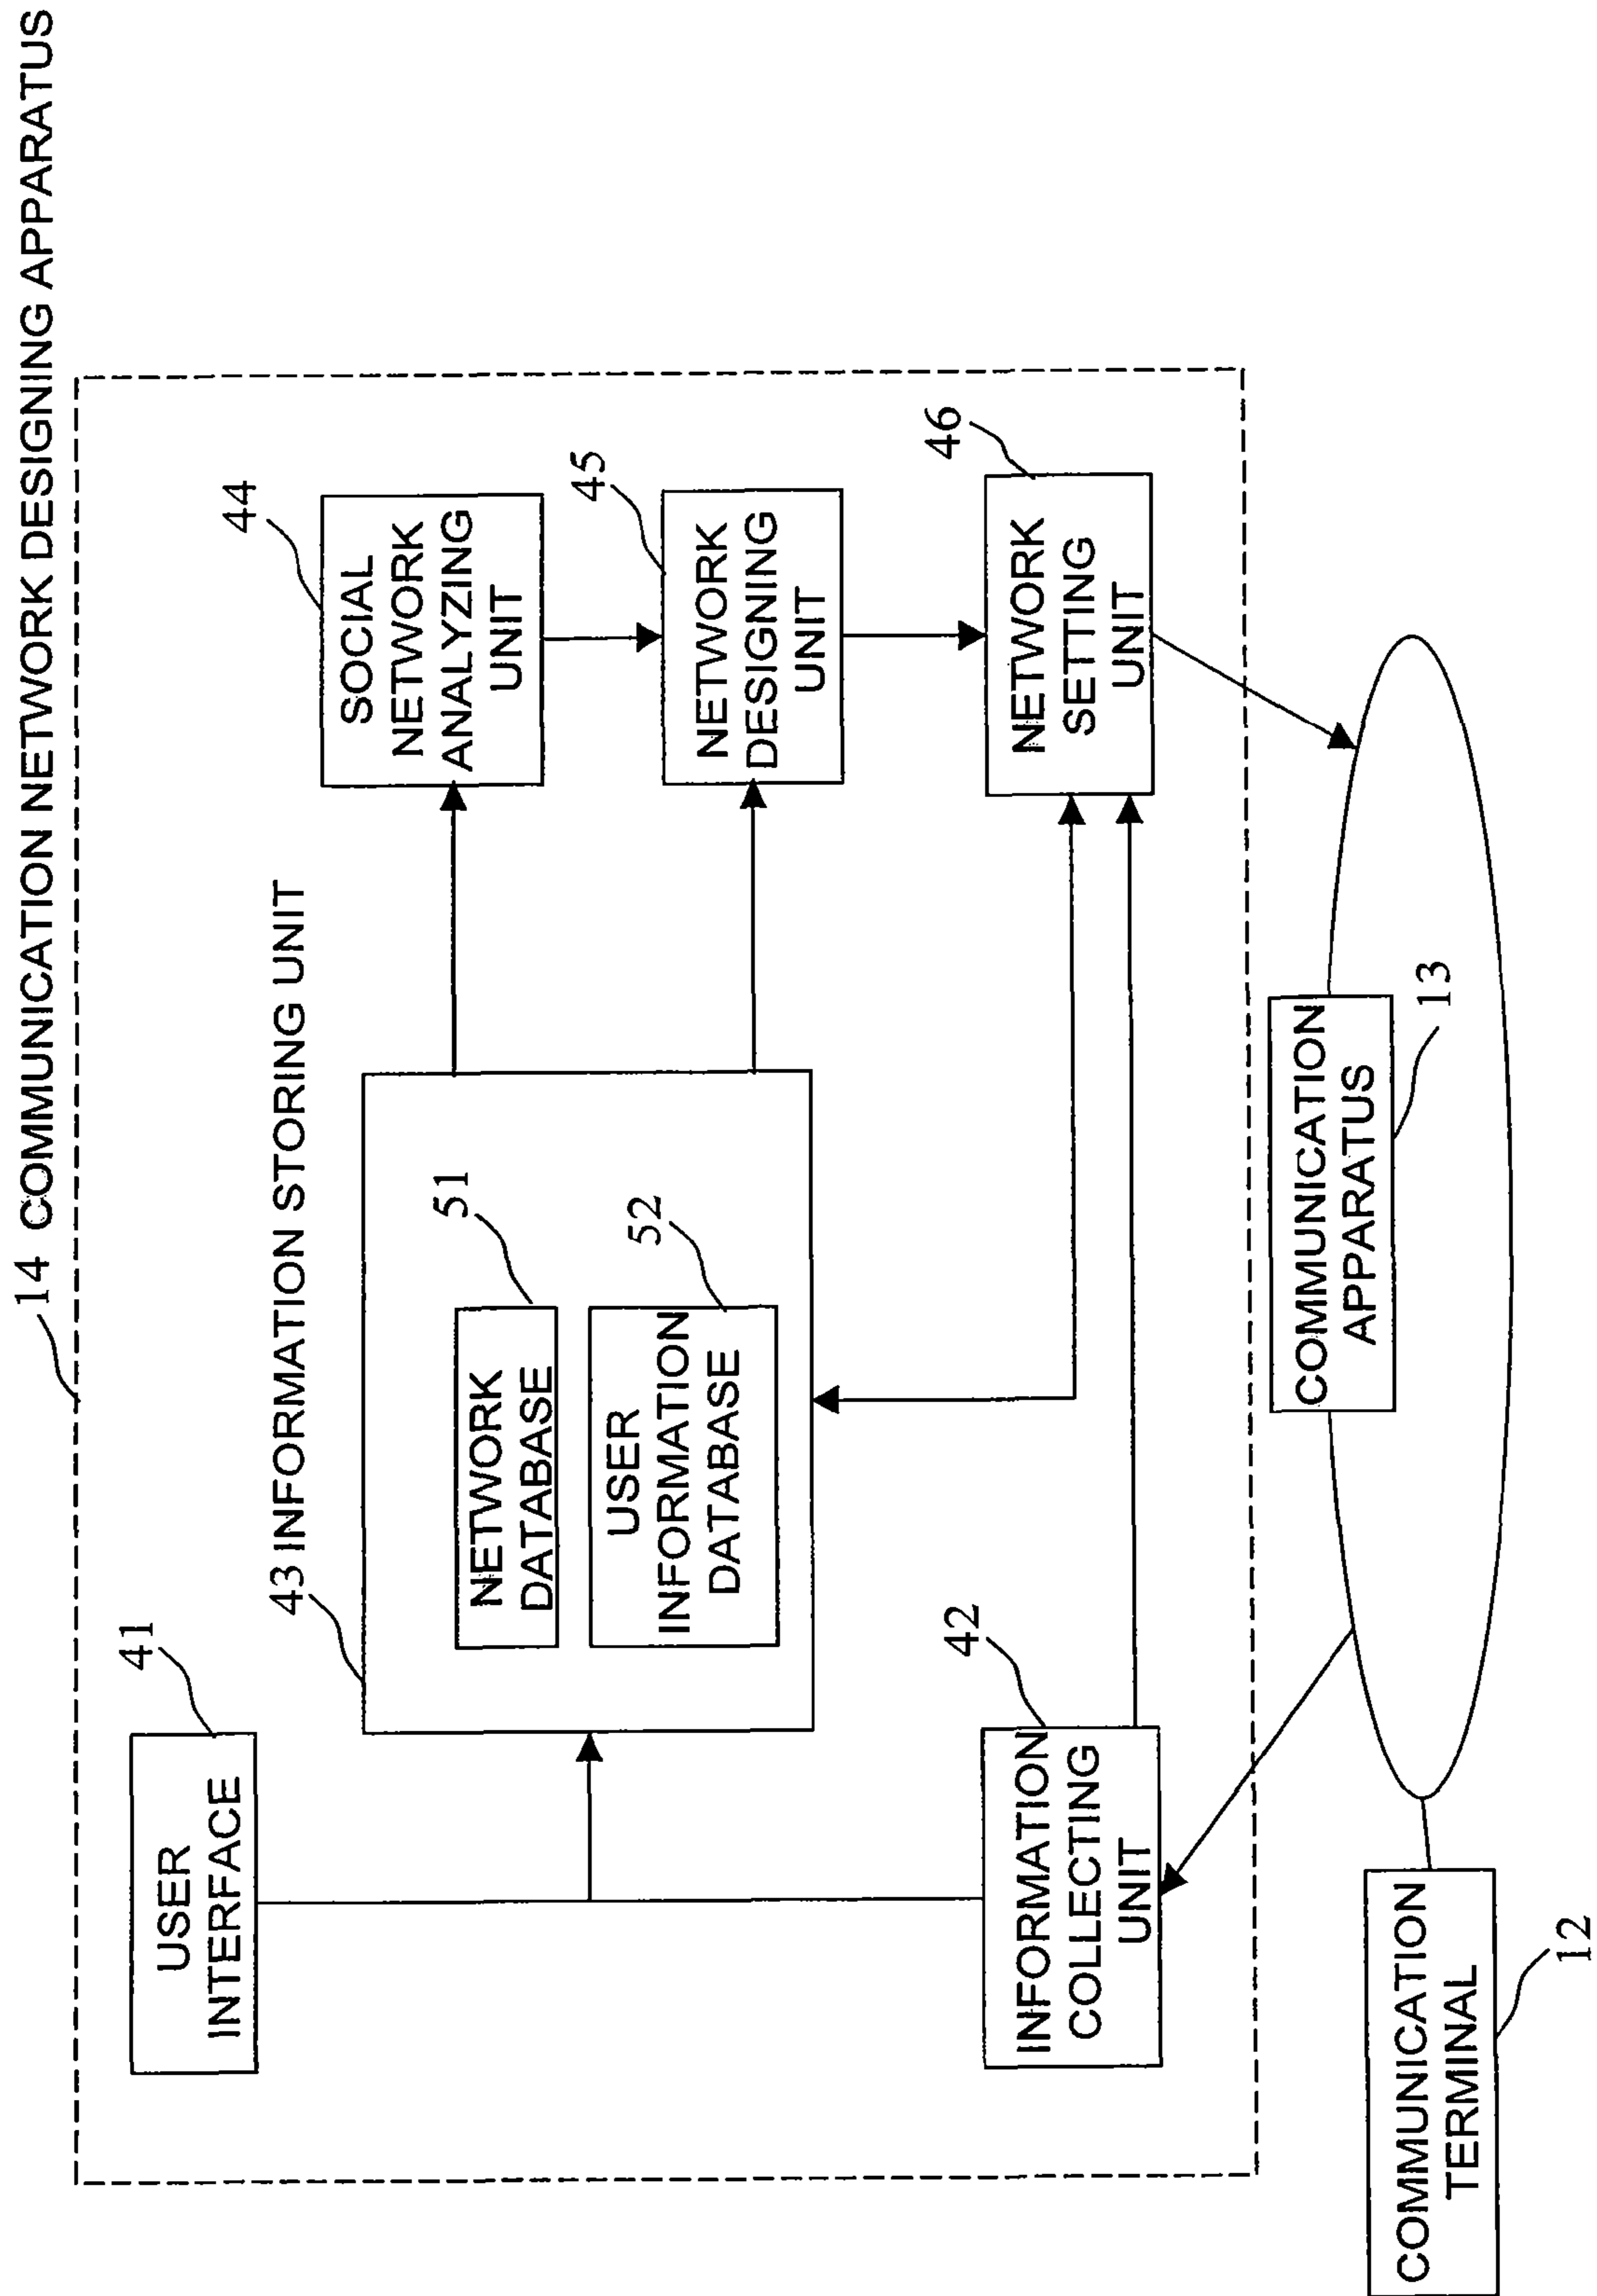 14 COMMUNICATION NETWORK DESIGNING APPARATUS
41
USER
INTERFACE
43 INFORMATION STORING UNIT
51
NETWORK
DATABASE
52
USER
INFORMATION
DATABASE
44
SOCIAL
NETWORK
ANALYZING
UNIT
45
NETWORK
DESIGNING
UNIT
42
INFORMATION
COLLECTING
UNIT
46
NETWORK
SETTING
UNIT
COMMUNICATION
APPARATUS
13
COMMUNICATION
TERMINAL
12